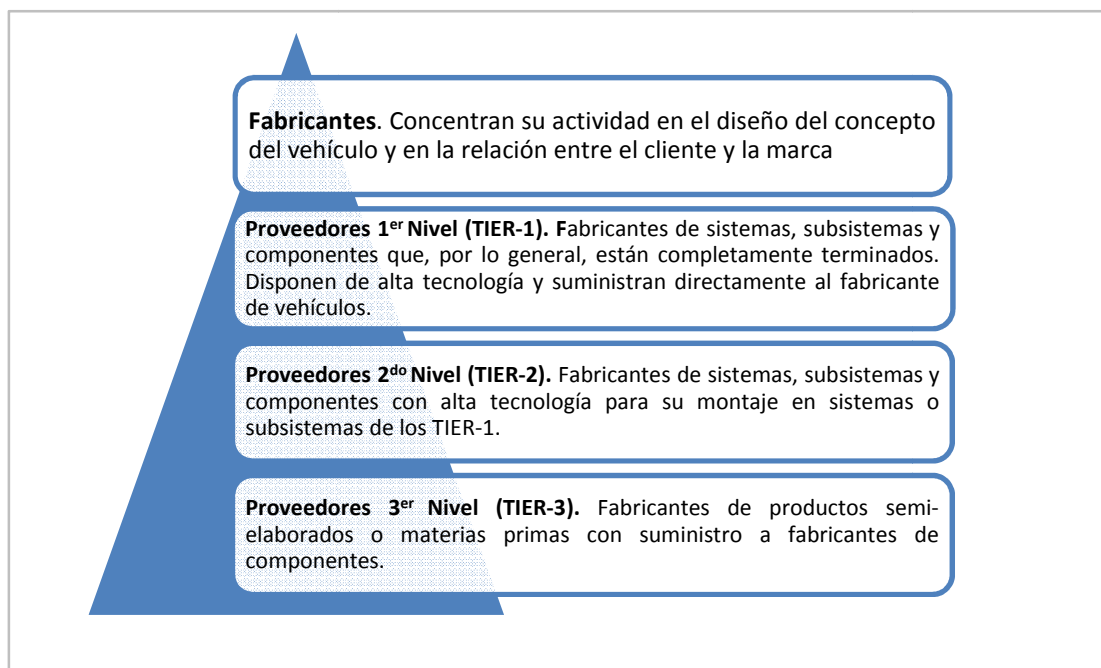 Fabricantes. Concentran su actividad en el diseño del concepto
del vehículo y en la relación entre el cliente y la marca
Proveedores 1er Nivel (TIER-1). Fabricantes de sistemas, subsistemas y
componentes que, por lo general, están completamente terminados.
Disponen de alta tecnología y suministran directamente al fabricante
de vehículos.
Proveedores 2do Nivel (TIER-2). Fabricantes de sistemas, subsistemas y
componentes con alta tecnología para su montaje en sistemas o
subsistemas de los TIER-1.
Proveedores 3er Nivel (TIER-3). Fabricantes de productos semi-
elaborados o materias primas con suministro a fabricantes de
componentes.